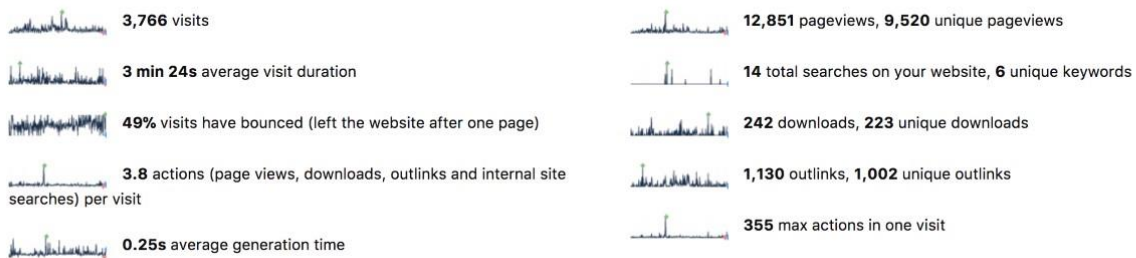 3,766 visits
3 min 24s average visit duration
49% visits have bounced (left the website after one page)
3.8 actions (page views, downloads, outlinks and internal site
searches) per visit
0.25s average generation time
12,851 pageviews, 9,520 unique pageviews
14 total searches on your website, 6 unique keywords
242 downloads, 223 unique downloads
1,130 outlinks, 1,002 unique outlinks
355 max actions in one visit